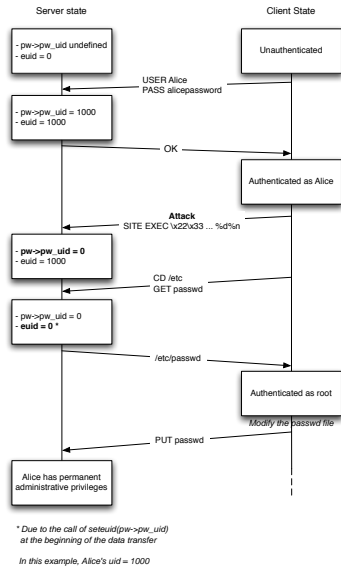 Server state
Client State
- pw->pw_uid undefined
- euid = 0
Unauthenticated
USER Alice
PASS alicepassword
- pw->pw_uid = 1000
- euid = 1000
OK
Authenticated as Alice
Attack
SITE EXEC \x22\x33 ... %d%n
- pw->pw_uid = 0
- euid = 1000
CD /etc
GET passwd
- pw->pw_uid = 0
- euid = 0 *
/etc/passwd
Authenticated as root
Modify the passwd file
PUT passwd
Alice has permanent
administrative privileges
* Due to the call of seteuid(pw->pw_uid)
at the beginning of the data transfer
In this example, Alice's uid = 1000